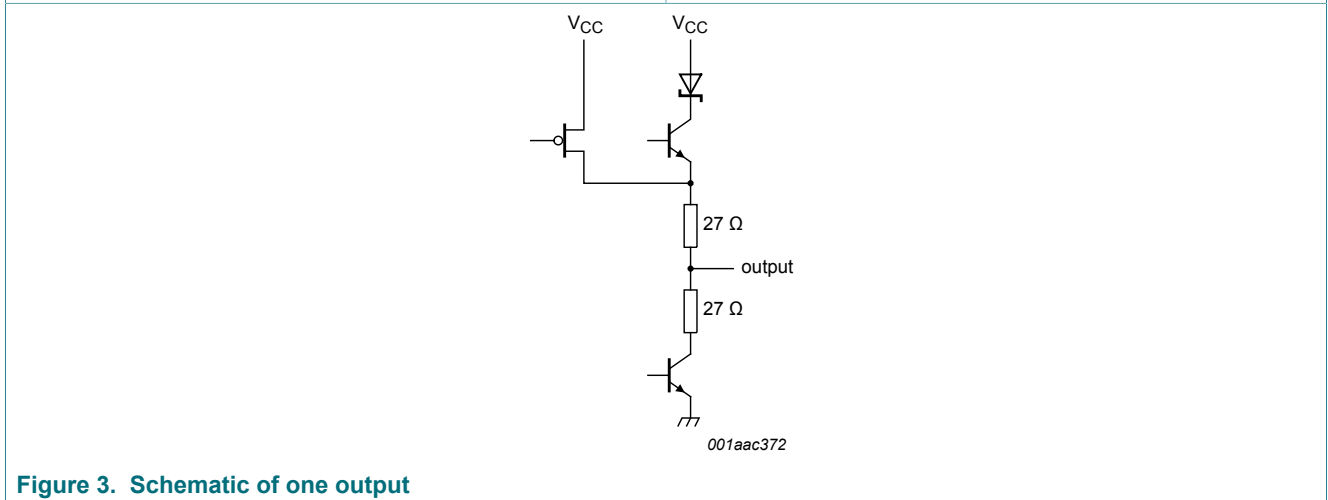 VCC VCC
27 Ω
output
27 Ω
001aac372
Figure 3. Schematic of one output